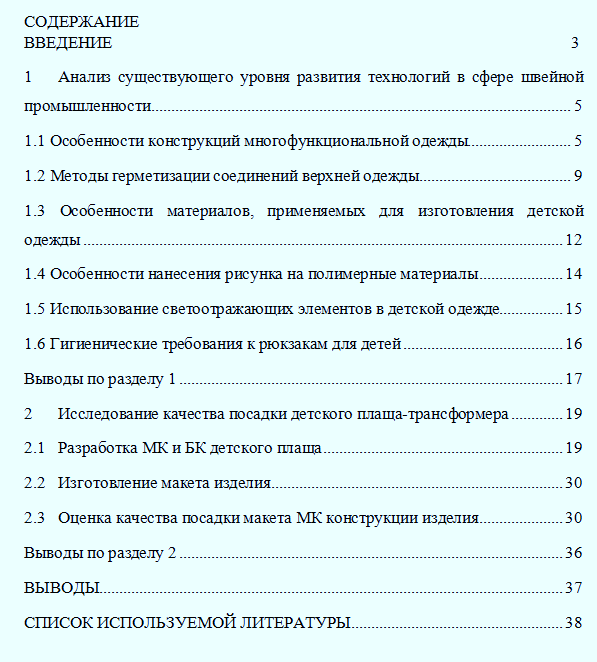 СОДЕРЖАНИЕ
ВВЕДЕНИЕ 3
1 Анализ существующего уровня развития технологий в сфере швейной
промышленности 5
1.1 Особенности конструкций многофункциональной одежды 5
1.2 Методы герметизации соединений верхней одежды 9
1.3 Особенности материалов, применяемых для изготовления детской
одежды 12
1.4 Особенности нанесения рисунка на полимерные материалы 14
1.5 Использование светоотражающих элементов в детской одежде 15
1.6 Гигиенические требования к рюкзакам для детей 16
Выводы по разделу 1 17
2 Исследование качества посадки детского плаща-трансформера 19
2.1 Разработка МК и БК детского плаща 19
2.2 Изготовление макета изделия 30
2.3 Оценка качества посадки макета МК конструкции изделия 30
Выводы по разделу 2 36
ВЫВОДЫ 37
СПИСОК ИСПОЛЬЗУЕМОЙ ЛИТЕРАТУРЫ 38